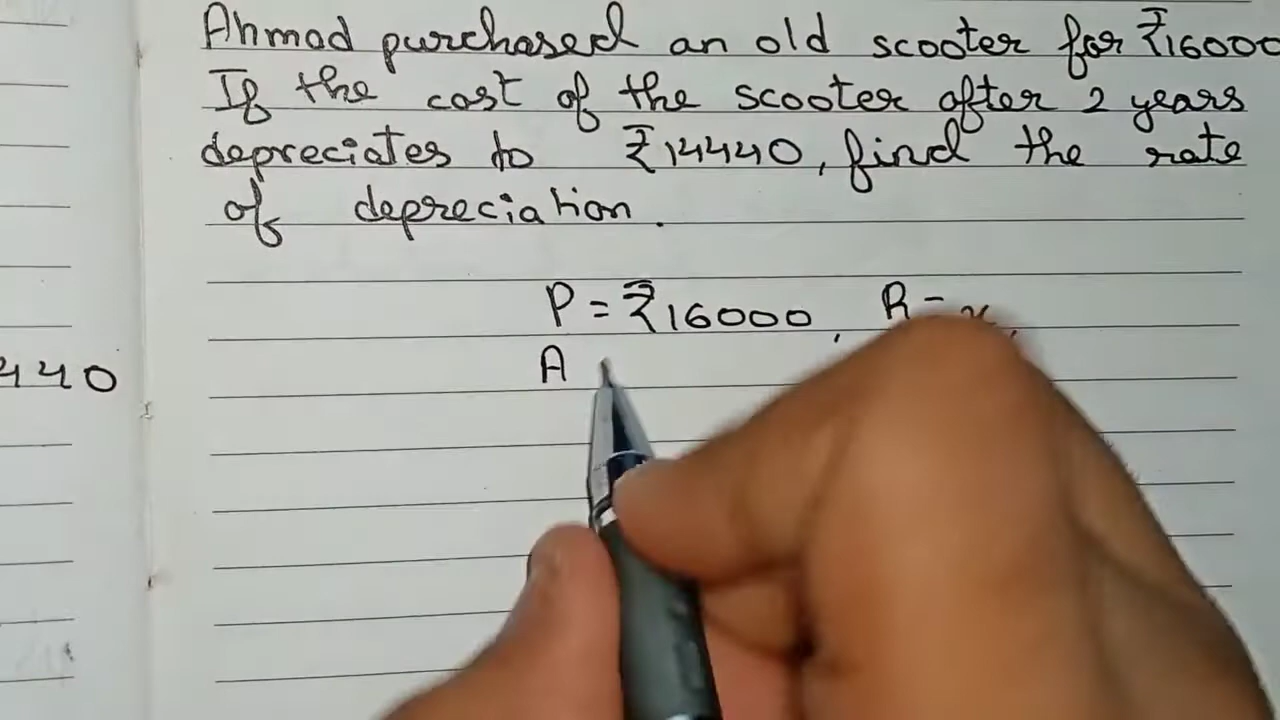 Ahmad purchased an old scooter for ₹16000
If the cost of the scooter after 2 years
depreciates to ₹14440, find the rate
of depreciation.
P = ₹16000, R = x,
440
A